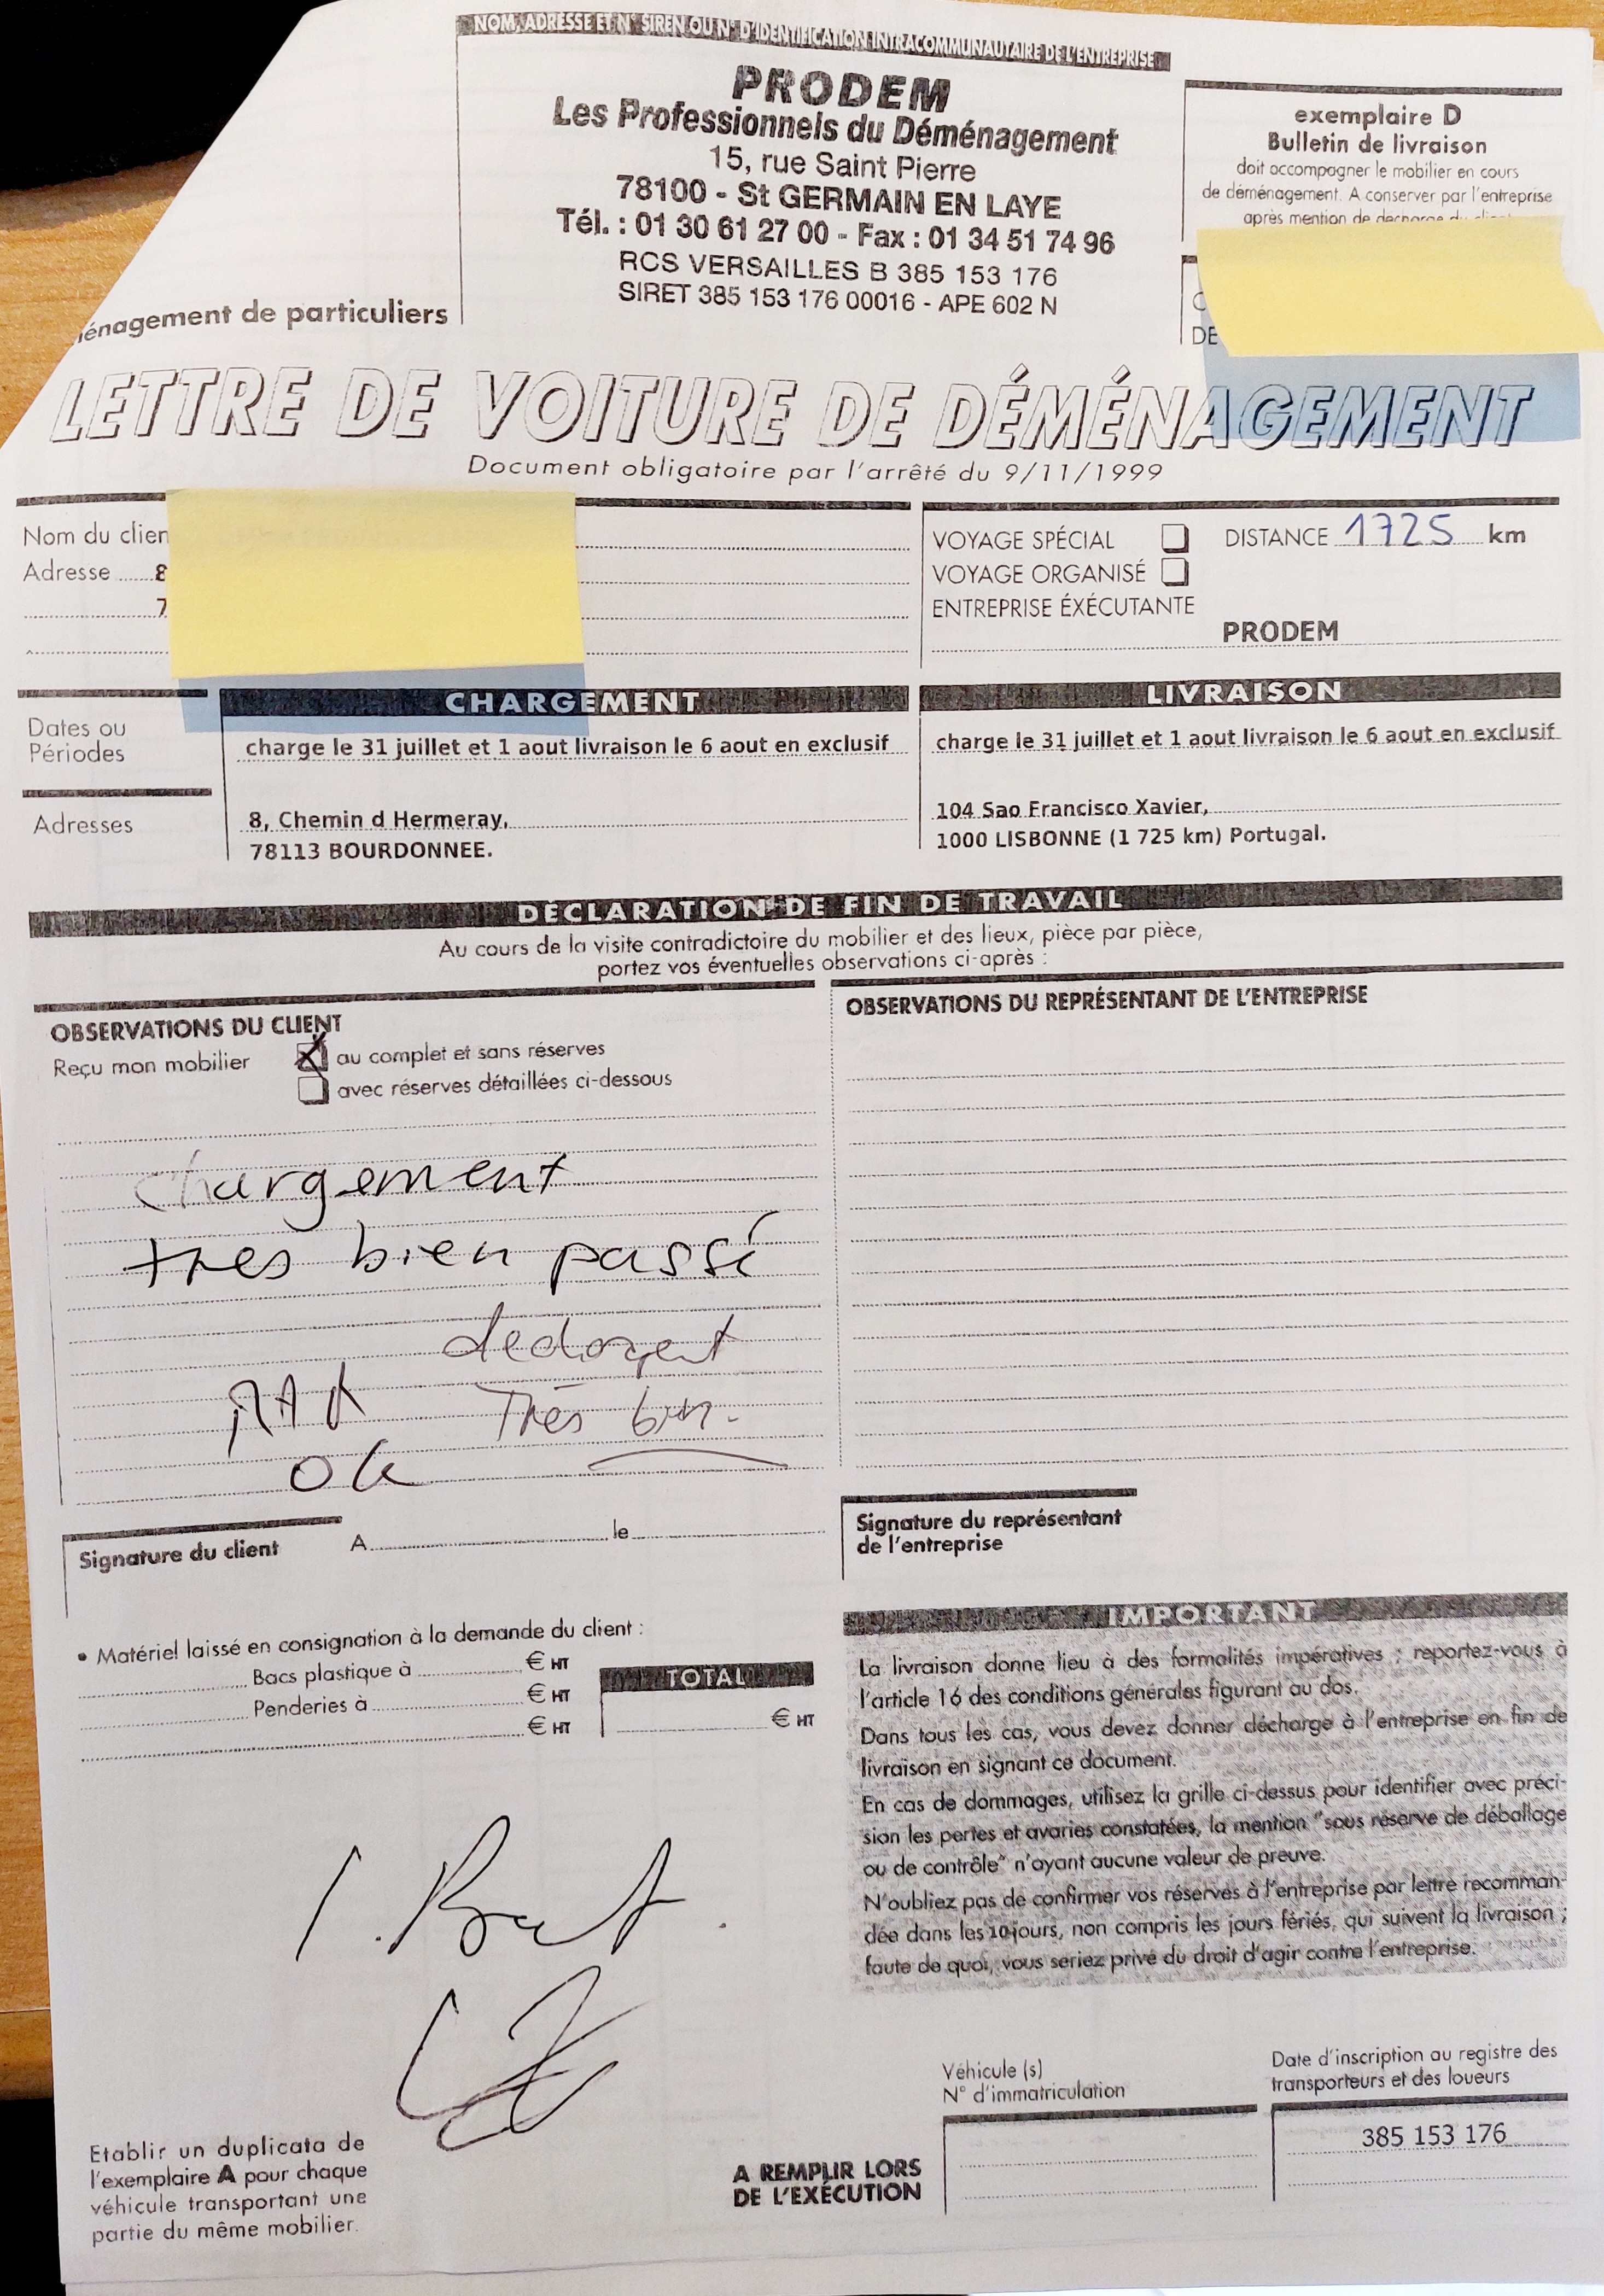 NOM, ADRESSE ET N° SIREN OU N° D'IDENTIFICATION INTRACOMMUNAUTAIRE DE L'ENTREPRISE
PRODEM
Les Professionnels du Déménagement
15, rue Saint Pierre
78100 - St GERMAIN EN LAYE
Tél. : 01 30 61 27 00 - Fax : 01 34 51 74 96
RCS VERSAILLES B 385 153 176
SIRET 385 153 176 00016 - APE 602 N
exemplaire D
Bulletin de livraison
doit accompagner le mobilier en cours
de déménagement. A conserver par l'entreprise
après mention de décharge du client
DE
énagement de particuliers
LETTRE DE VOITURE DE DÉMÉNAGEMENT
Document obligatoire par l'arrêté du 9/11/1999
Nom du clien
Adresse 8
7
VOYAGE SPÉCIAL
DISTANCE 1725 km
VOYAGE ORGANISÉ
ENTREPRISE ÉXÉCUTANTE
PRODEM
CHARGEMENT
LIVRAISON
Dates ou
Périodes
charge le 31 juillet et 1 aout livraison le 6 aout en exclusif
charge le 31 juillet et 1 aout livraison le 6 aout en exclusif
Adresses
8, Chemin d Hermeray,
78113 BOURDONNEE.
104 Sao Francisco Xavier,
1000 LISBONNE (1 725 km) Portugal.
DÉCLARATION DE FIN DE TRAVAIL
Au cours de la visite contradictoire du mobilier et des lieux, pièce par pièce,
portez vos éventuelles observations ci-après :
OBSERVATIONS DU CLIENT
Reçu mon mobilier
au complet et sans réserves
avec réserves détaillées ci-dessous
chargement
tres bien passé
Très bien.
RAD
OK
OBSERVATIONS DU REPRÉSENTANT DE L'ENTREPRISE
Signature du client
A le
Signature du représentant
de l'entreprise
• Matériel laissé en consignation à la demande du client :
Bacs plastique à € HT
Penderies à € HT
€ HT
TOTAL
€ HT
IMPORTANT
La livraison donne lieu à des formalités impératives ; reportez-vous à
l'article 16 des conditions générales figurant au dos.
Dans tous les cas, vous devez donner décharge à l'entreprise en fin de
livraison en signant ce document.
En cas de dommages, utilisez la grille ci-dessus pour identifier avec préci-
sion les pertes et avaries constatées, la mention "sous réserve de déballage
ou de contrôle" n'ayant aucune valeur de preuve.
N'oubliez pas de confirmer vos réserves à l'entreprise par lettre recomman-
dée dans les 10 jours, non compris les jours fériés, qui suivent la livraison ;
faute de quoi, vous seriez privé du droit d'agir contre l'entreprise.
Véhicule (s)
N° d'immatriculation
Date d'inscription au registre des
transporteurs et des loueurs
385 153 176
Etablir un duplicata de
l'exemplaire A pour chaque
véhicule transportant une
partie du même mobilier.
A REMPLIR LORS
DE L'EXÉCUTION